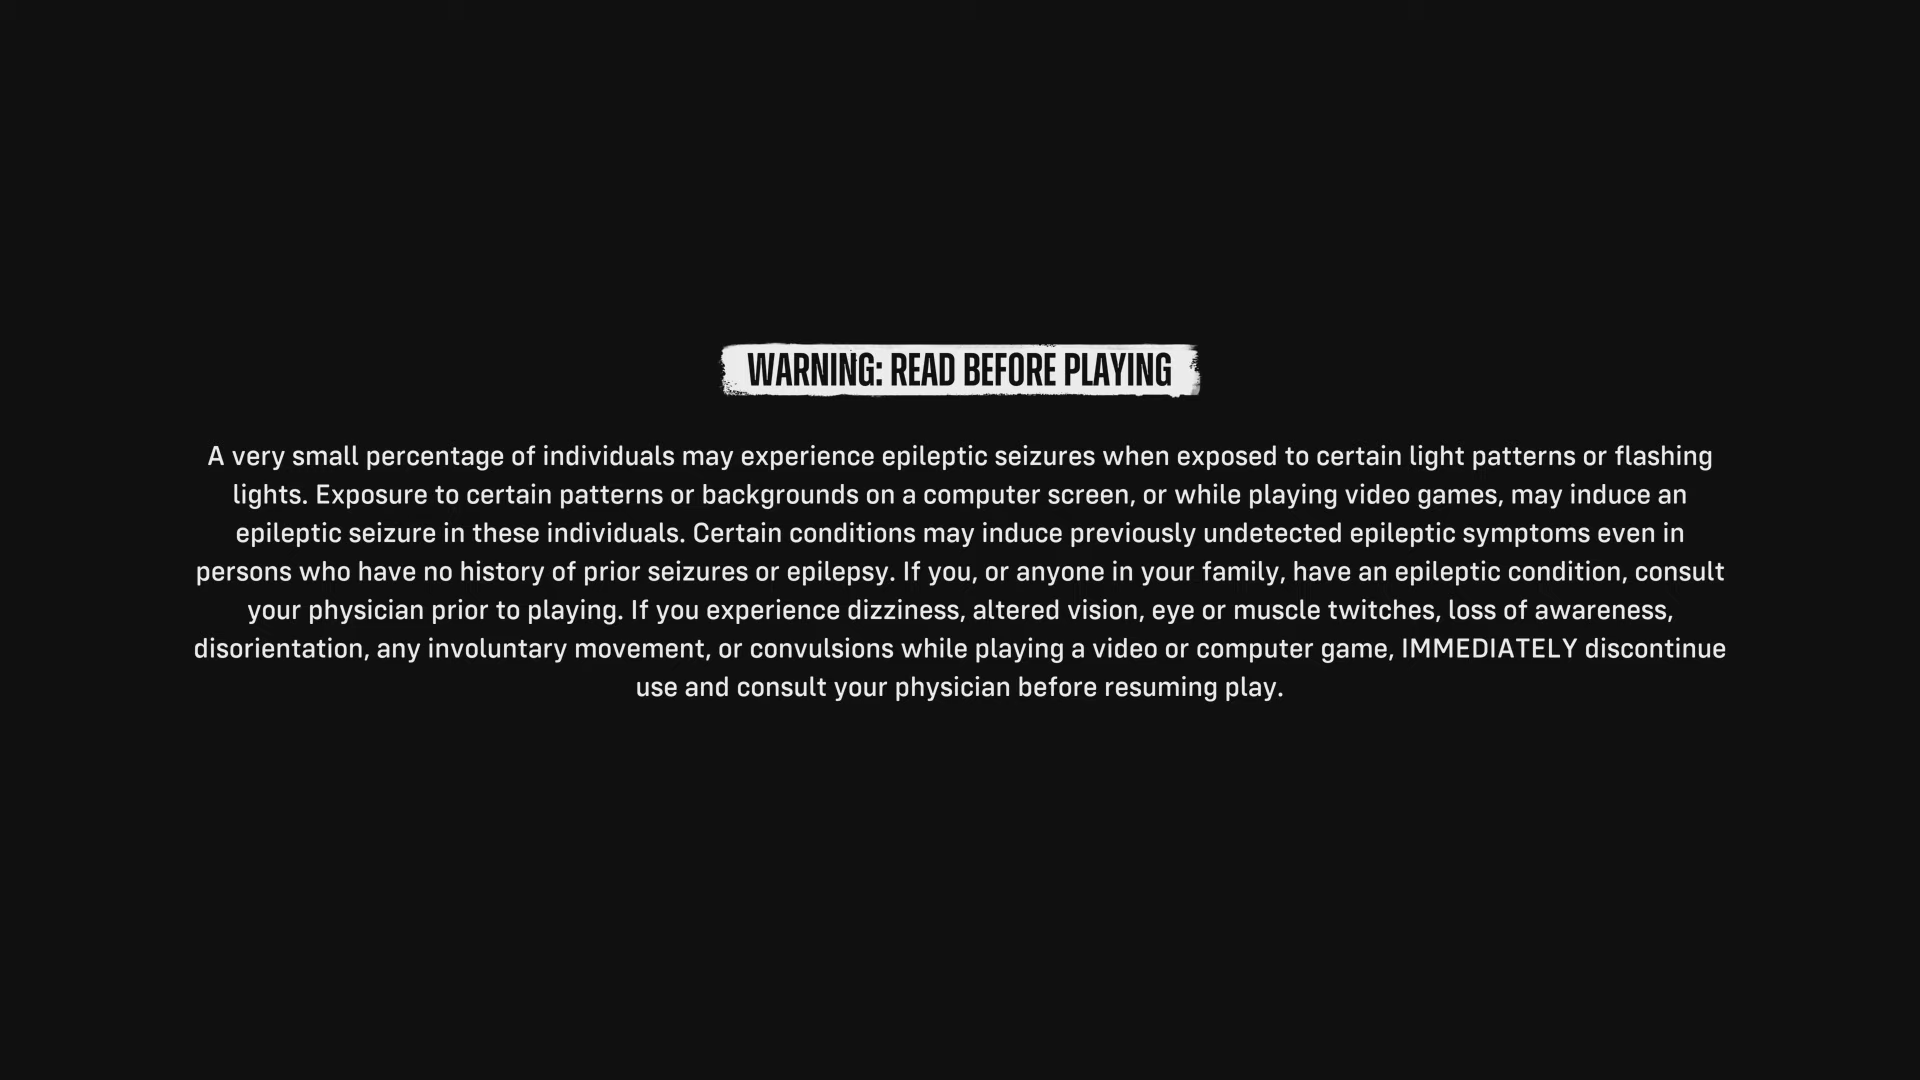 WARNING: READ BEFORE PLAYING
A very small percentage of individuals may experience epileptic seizures when exposed to certain light patterns or flashing
lights. Exposure to certain patterns or backgrounds on a computer screen, or while playing video games, may induce an
epileptic seizure in these individuals. Certain conditions may induce previously undetected epileptic symptoms even in
persons who have no history of prior seizures or epilepsy. If you, or anyone in your family, have an epileptic condition, consult
your physician prior to playing. If you experience dizziness, altered vision, eye or muscle twitches, loss of awareness,
disorientation, any involuntary movement, or convulsions while playing a video or computer game, IMMEDIATELY discontinue
use and consult your physician before resuming play.